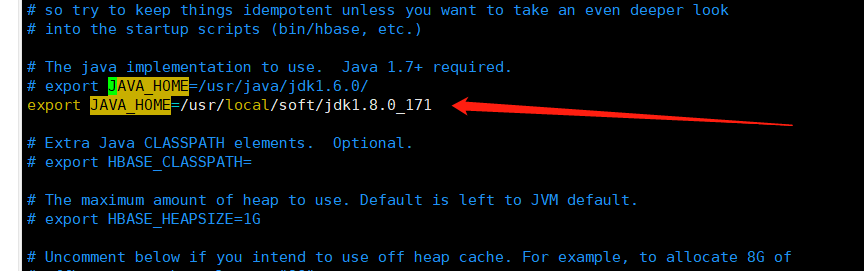 # so try to keep things idempotent unless you want to take an even deeper look
# into the startup scripts (bin/hbase, etc.)
# The java implementation to use.  Java 1.7+ required.
# export JAVA_HOME=/usr/java/jdk1.6.0/
export JAVA_HOME=/usr/local/soft/jdk1.8.0_171
# Extra Java CLASSPATH elements.  Optional.
# export HBASE_CLASSPATH=
# The maximum amount of heap to use. Default is left to JVM default.
# export HBASE_HEAPSIZE=1G
# Uncomment below if you intend to use off heap cache. For example, to allocate 8G of